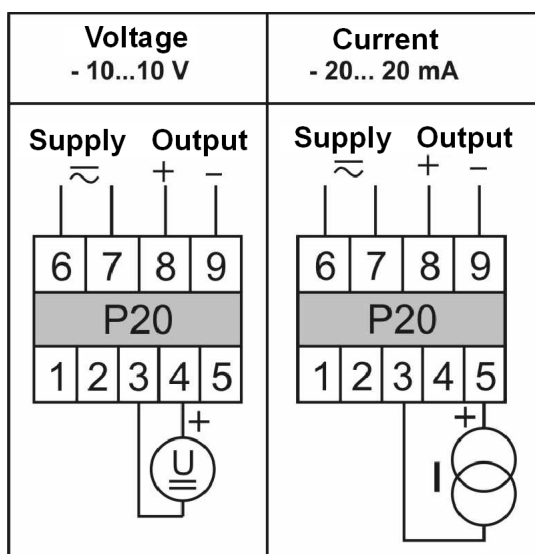 Voltage
- 10...10 V
Supply Output
+ −
6 7 8 9
P20
1 2 3 4 5
+
U
Current
- 20... 20 mA
Supply Output
+ −
6 7 8 9
P20
1 2 3 4 5
+
I